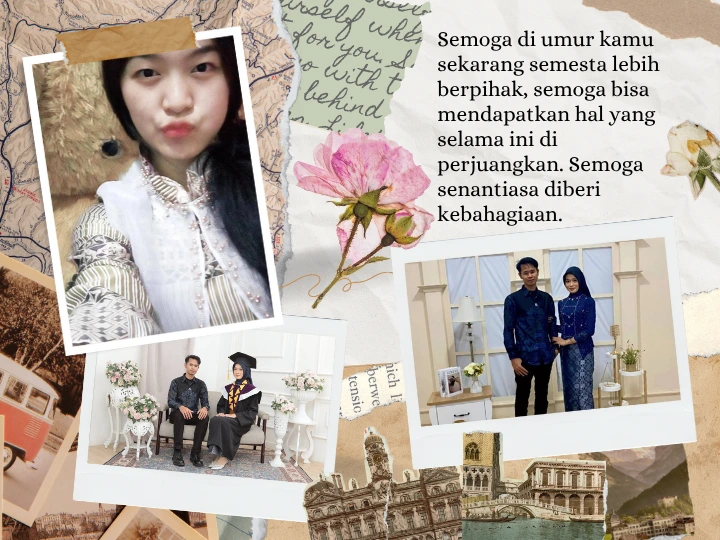 Semoga di umur kamu
sekarang semesta lebih
berpihak, semoga bisa
mendapatkan hal yang
selama ini di
perjuangkan. Semoga
senantiasa diberi
kebahagiaan.
for you
with
behind